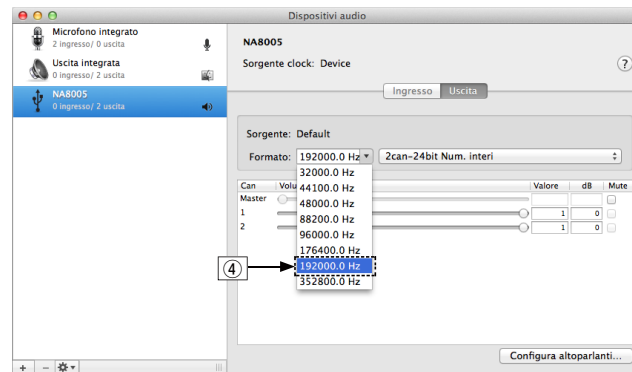 Dispositivi audio
Microfono integrato
2 ingresso/ 0 uscita
Uscita integrata
0 ingresso/ 2 uscita
NA8005
0 ingresso/ 2 uscita
NA8005
Sorgente clock: Device
?
Ingresso Uscita
Sorgente: Default
Formato: 192000.0 Hz 2can-24bit Num. interi
32000.0 Hz
44100.0 Hz
48000.0 Hz
88200.0 Hz
96000.0 Hz
176400.0 Hz
④ 192000.0 Hz
352800.0 Hz
Can Volu Valore dB Mute
Master
1 1 0
2 1 0
Configura altoparlanti...
+ −